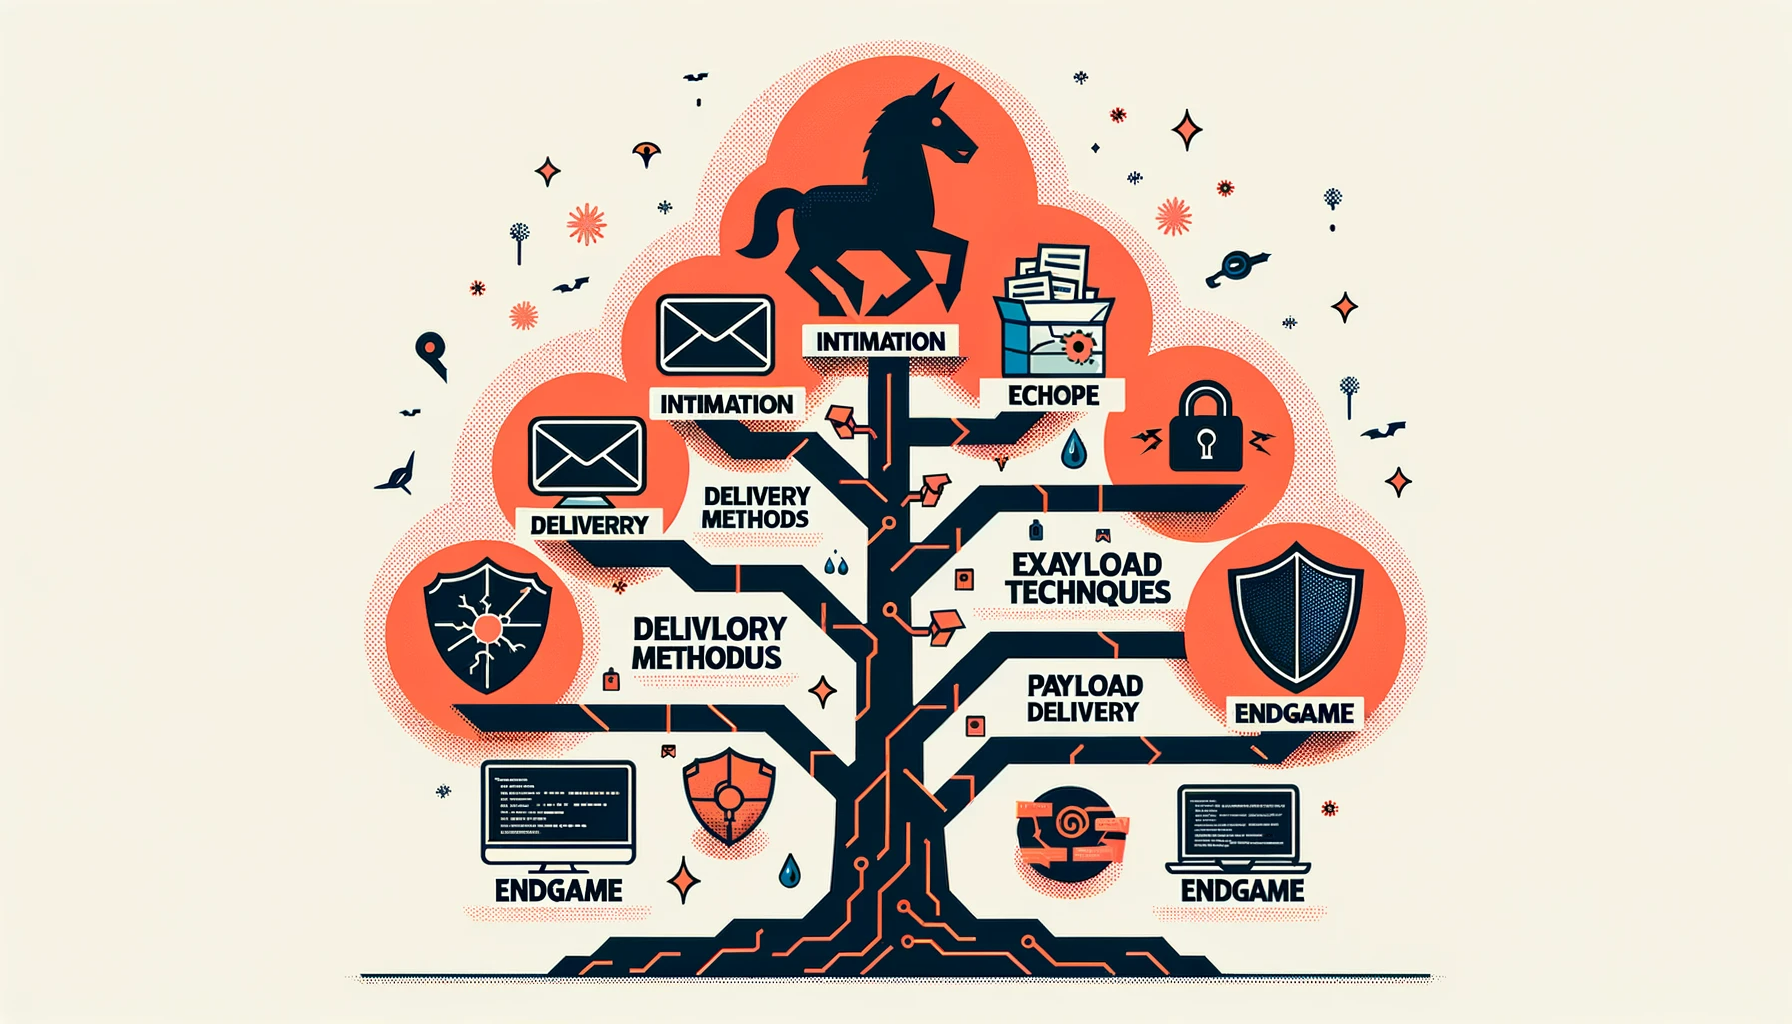 INTIMATION
INTIMATION
ECHOPE
DELIVERRY
DELIVERY
METHODS
EXAYLOAD
TECHNQUES
DELIVLORY
METHODUS
PAYLOAD
DELIVERY
ENDGAME
ENDGAME
ENDGAME